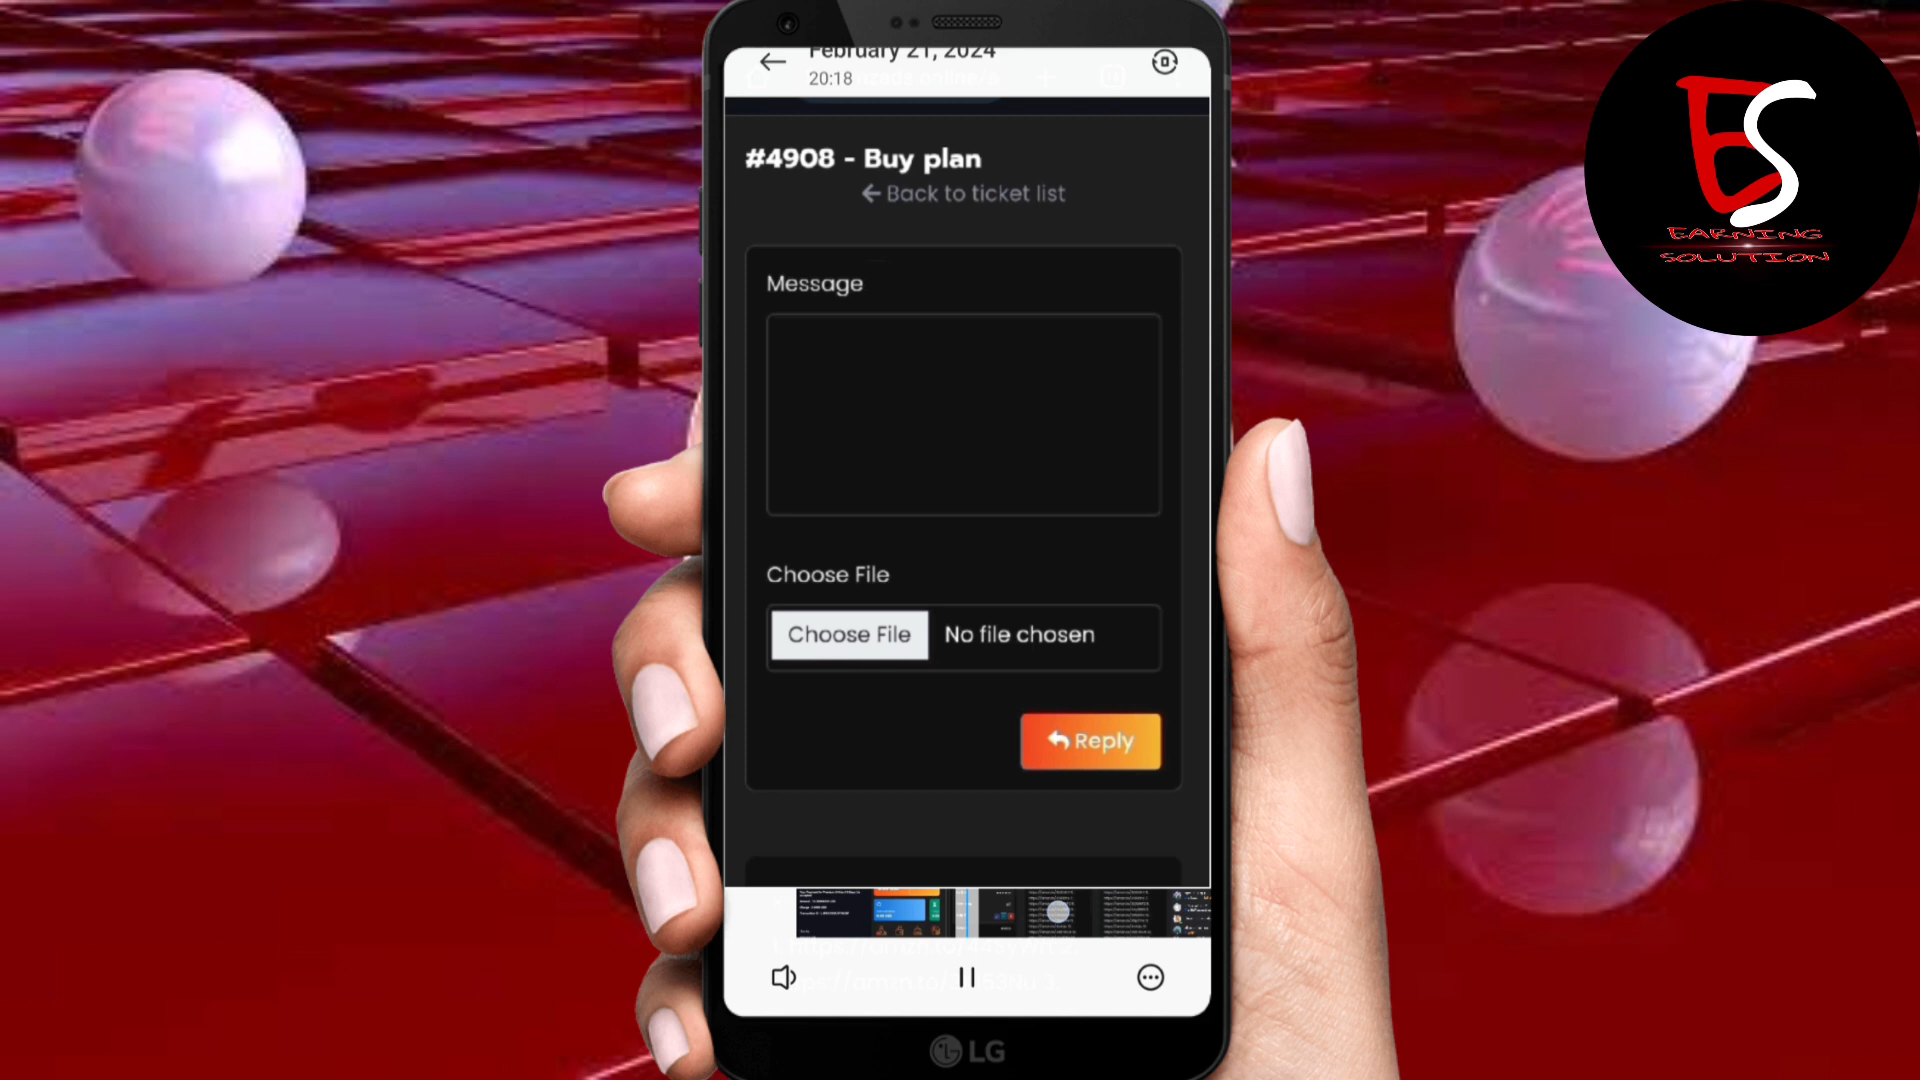 February 21, 2024
20:18
#4908 - Buy plan
Back to ticket list
Message
Choose File
Choose File No file chosen
Reply
LG
ES
EARNING
SOLUTION